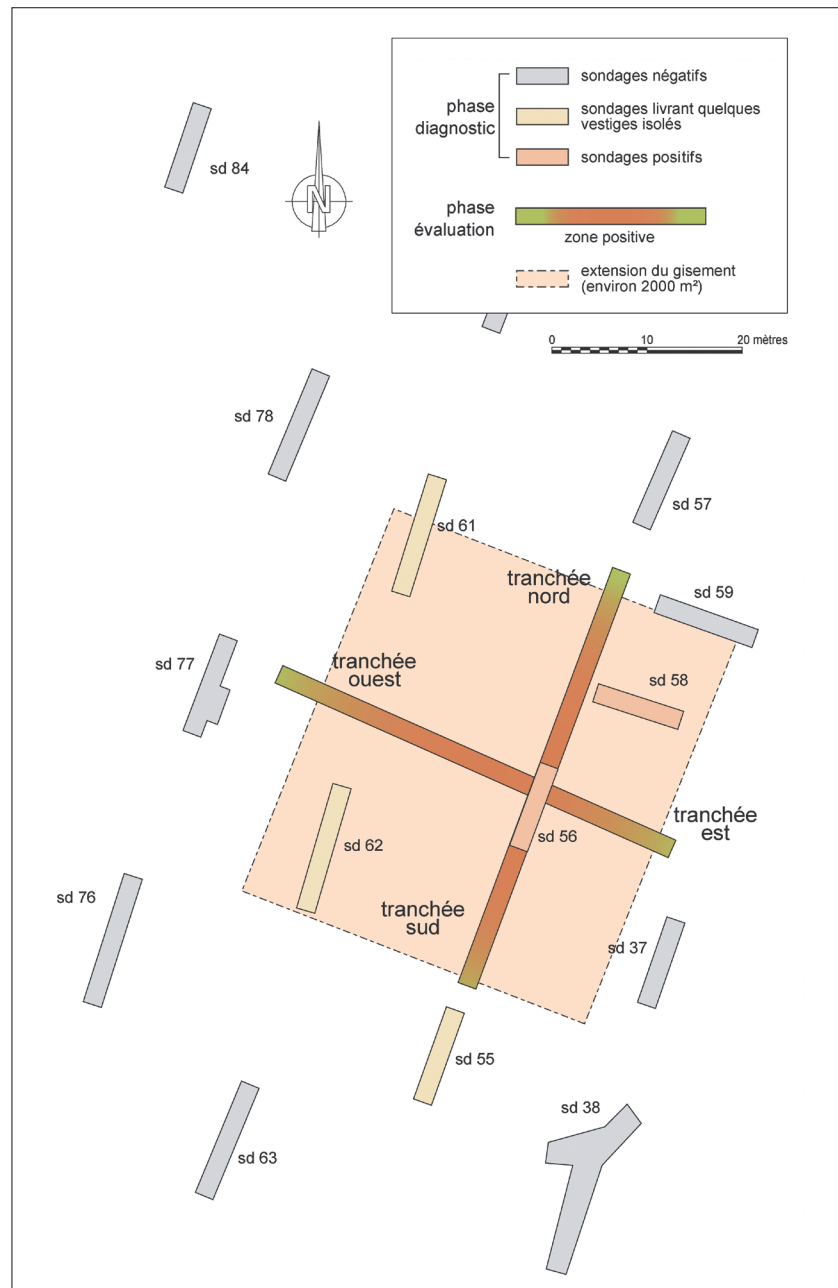 phase
diagnostic
sondages négatifs
sondages livrant quelques
vestiges isolés
sondages positifs
phase
évaluation
zone positive
extension du gisement
(environ 2000 m²)
0 10 20 mètres
N
sd 84
sd 78
sd 57
sd 61
tranchée
nord
sd 59
sd 77
tranchée
ouest
sd 58
tranchée
est
sd 56
sd 62
sd 76
tranchée
sud
sd 37
sd 55
sd 38
sd 63